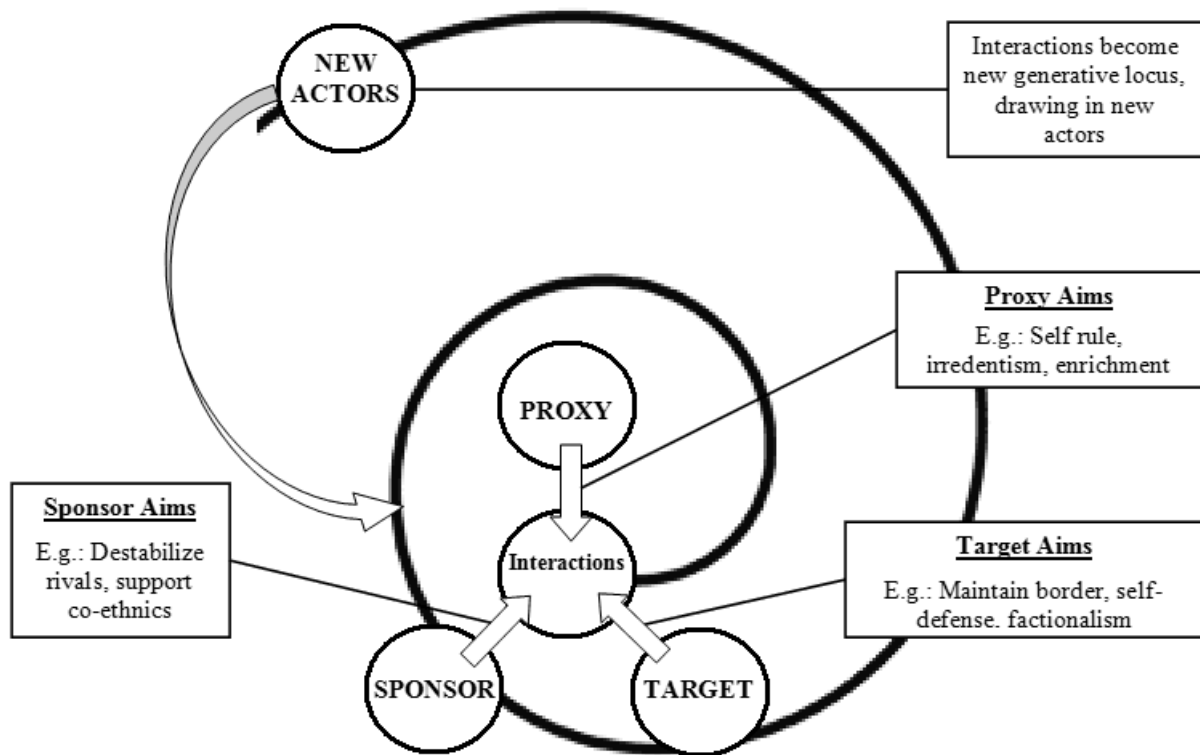 NEW
ACTORS
Interactions become
new generative locus,
drawing in new
actors
Proxy Aims
E.g.: Self rule,
irredentism, enrichment
PROXY
Interactions
Sponsor Aims
E.g.: Destabilize
rivals, support
co-ethnics
Target Aims
E.g.: Maintain border, self-
defense. factionalism
SPONSOR
TARGET